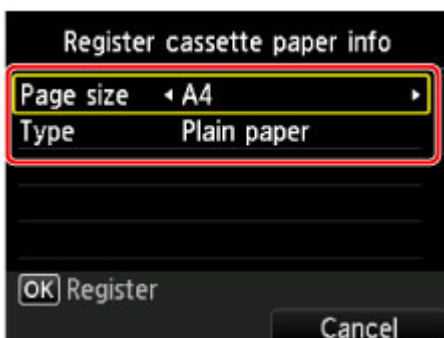 Register cassette paper info
Page size A4
Type Plain paper
OK Register
Cancel